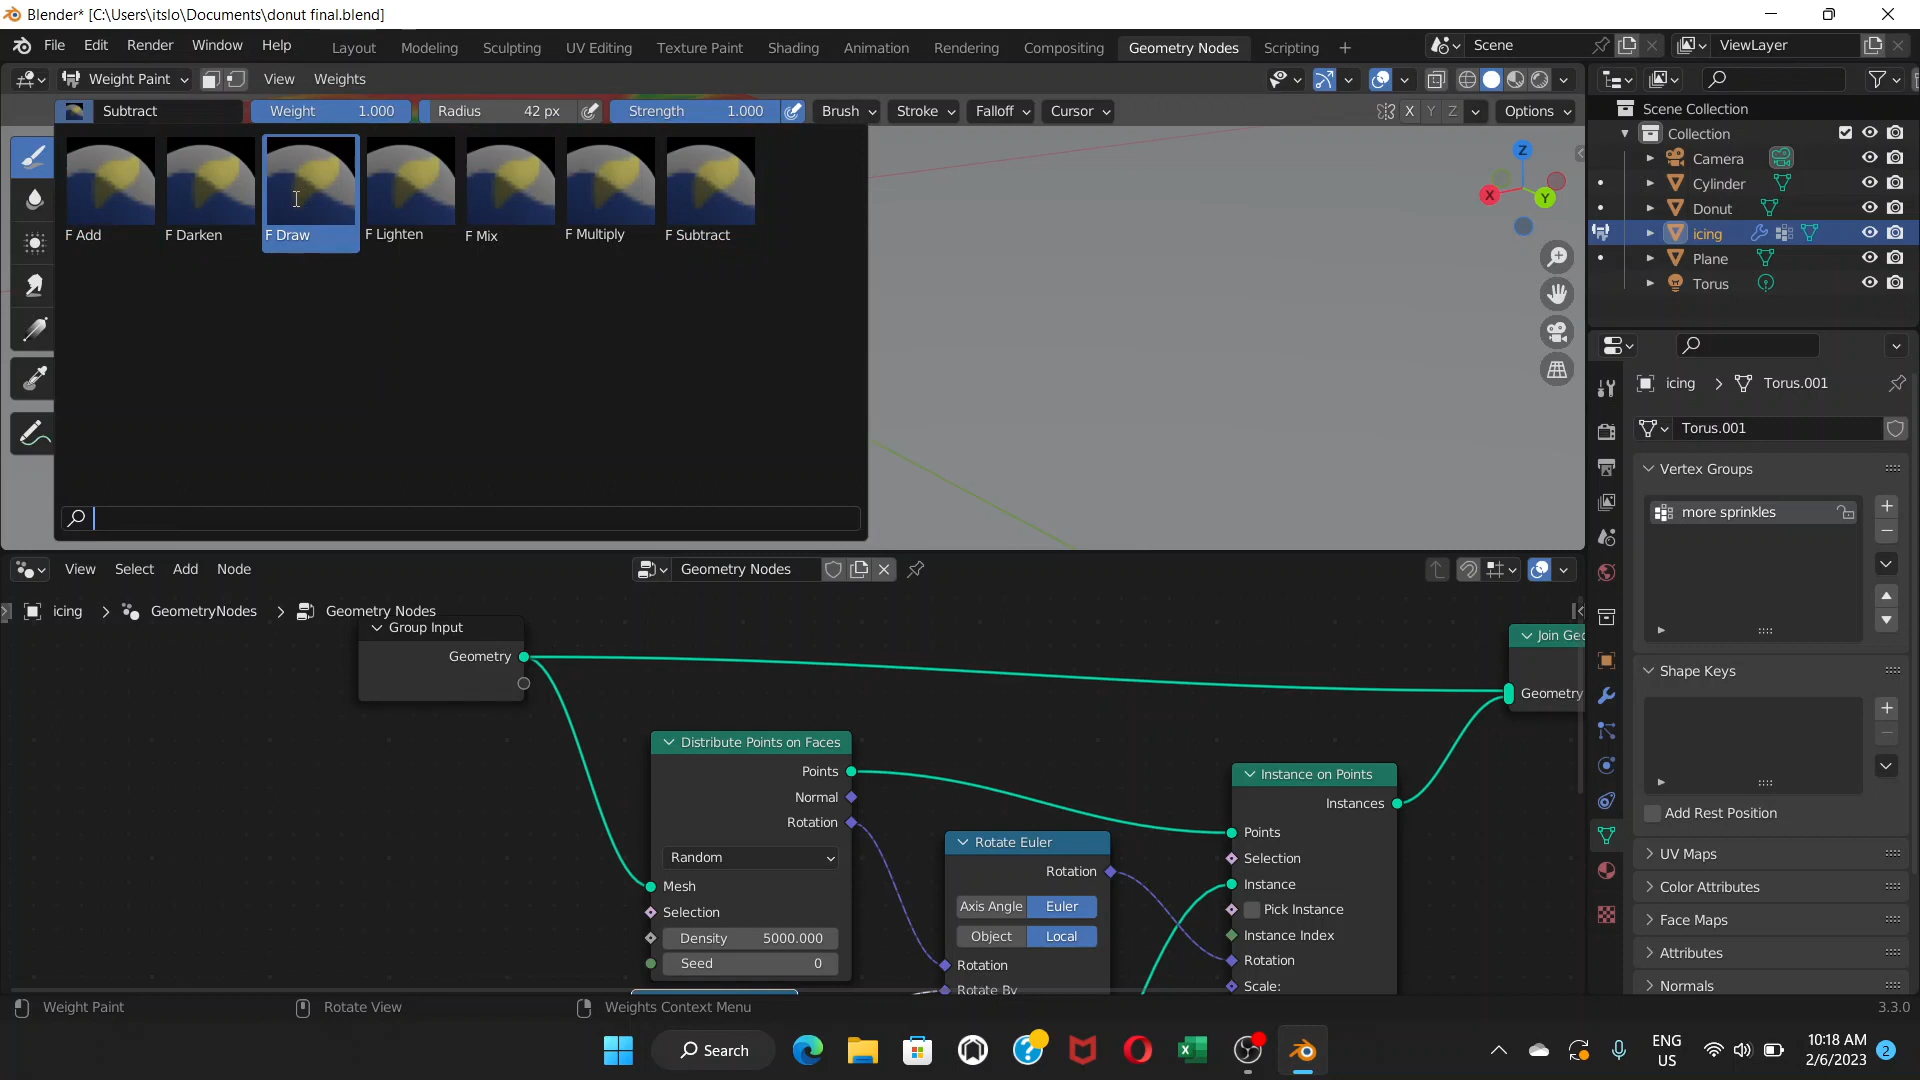 Blender* [C:\Users\itslo\Documents\donut final.blend]
File Edit Render Window Help Layout Modeling Sculpting UV Editing Texture Paint Shading Animation Rendering Compositing Geometry Nodes Scripting + Scene ViewLayer
Weight Paint View Weights
Subtract Weight 1.000 Radius 42 px Strength 1.000 Brush Stroke Falloff Cursor X Y Z Options
F Add F Darken F Draw F Lighten F Mix F Multiply F Subtract
Z
X Y
Scene Collection
Collection
Camera
Cylinder
Donut
icing
Plane
Torus
icing > Torus.001
Torus.001
Vertex Groups
more sprinkles
Shape Keys
Add Rest Position
UV Maps
Color Attributes
Face Maps
Attributes
Normals
View Select Add Node Geometry Nodes
icing > GeometryNodes > Geometry Nodes
Group Input
Geometry
Join Geo
Geometry
Distribute Points on Faces
Points
Normal
Rotation
Random
Mesh
Selection
Density 5000.000
Seed 0
Rotate Euler
Rotation
Axis Angle Euler
Object Local
Rotation
Rotate By
Instance on Points
Instances
Points
Selection
Instance
Pick Instance
Instance Index
Rotation
Scale:
Weight Paint Rotate View Weights Context Menu 3.3.0
Search
ENG
US
10:18 AM
2/6/2023
2